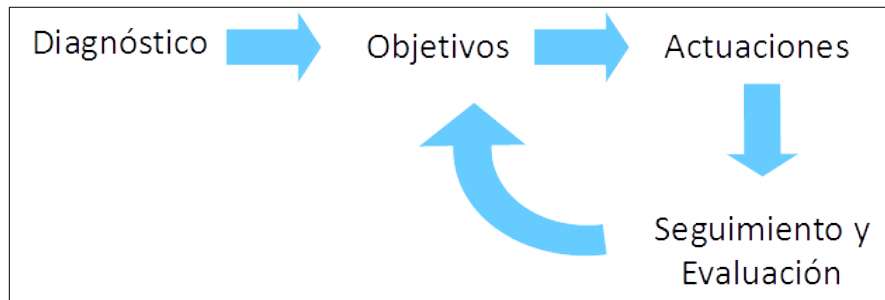 Diagnóstico
Objetivos
Actuaciones
Seguimiento y
Evaluación